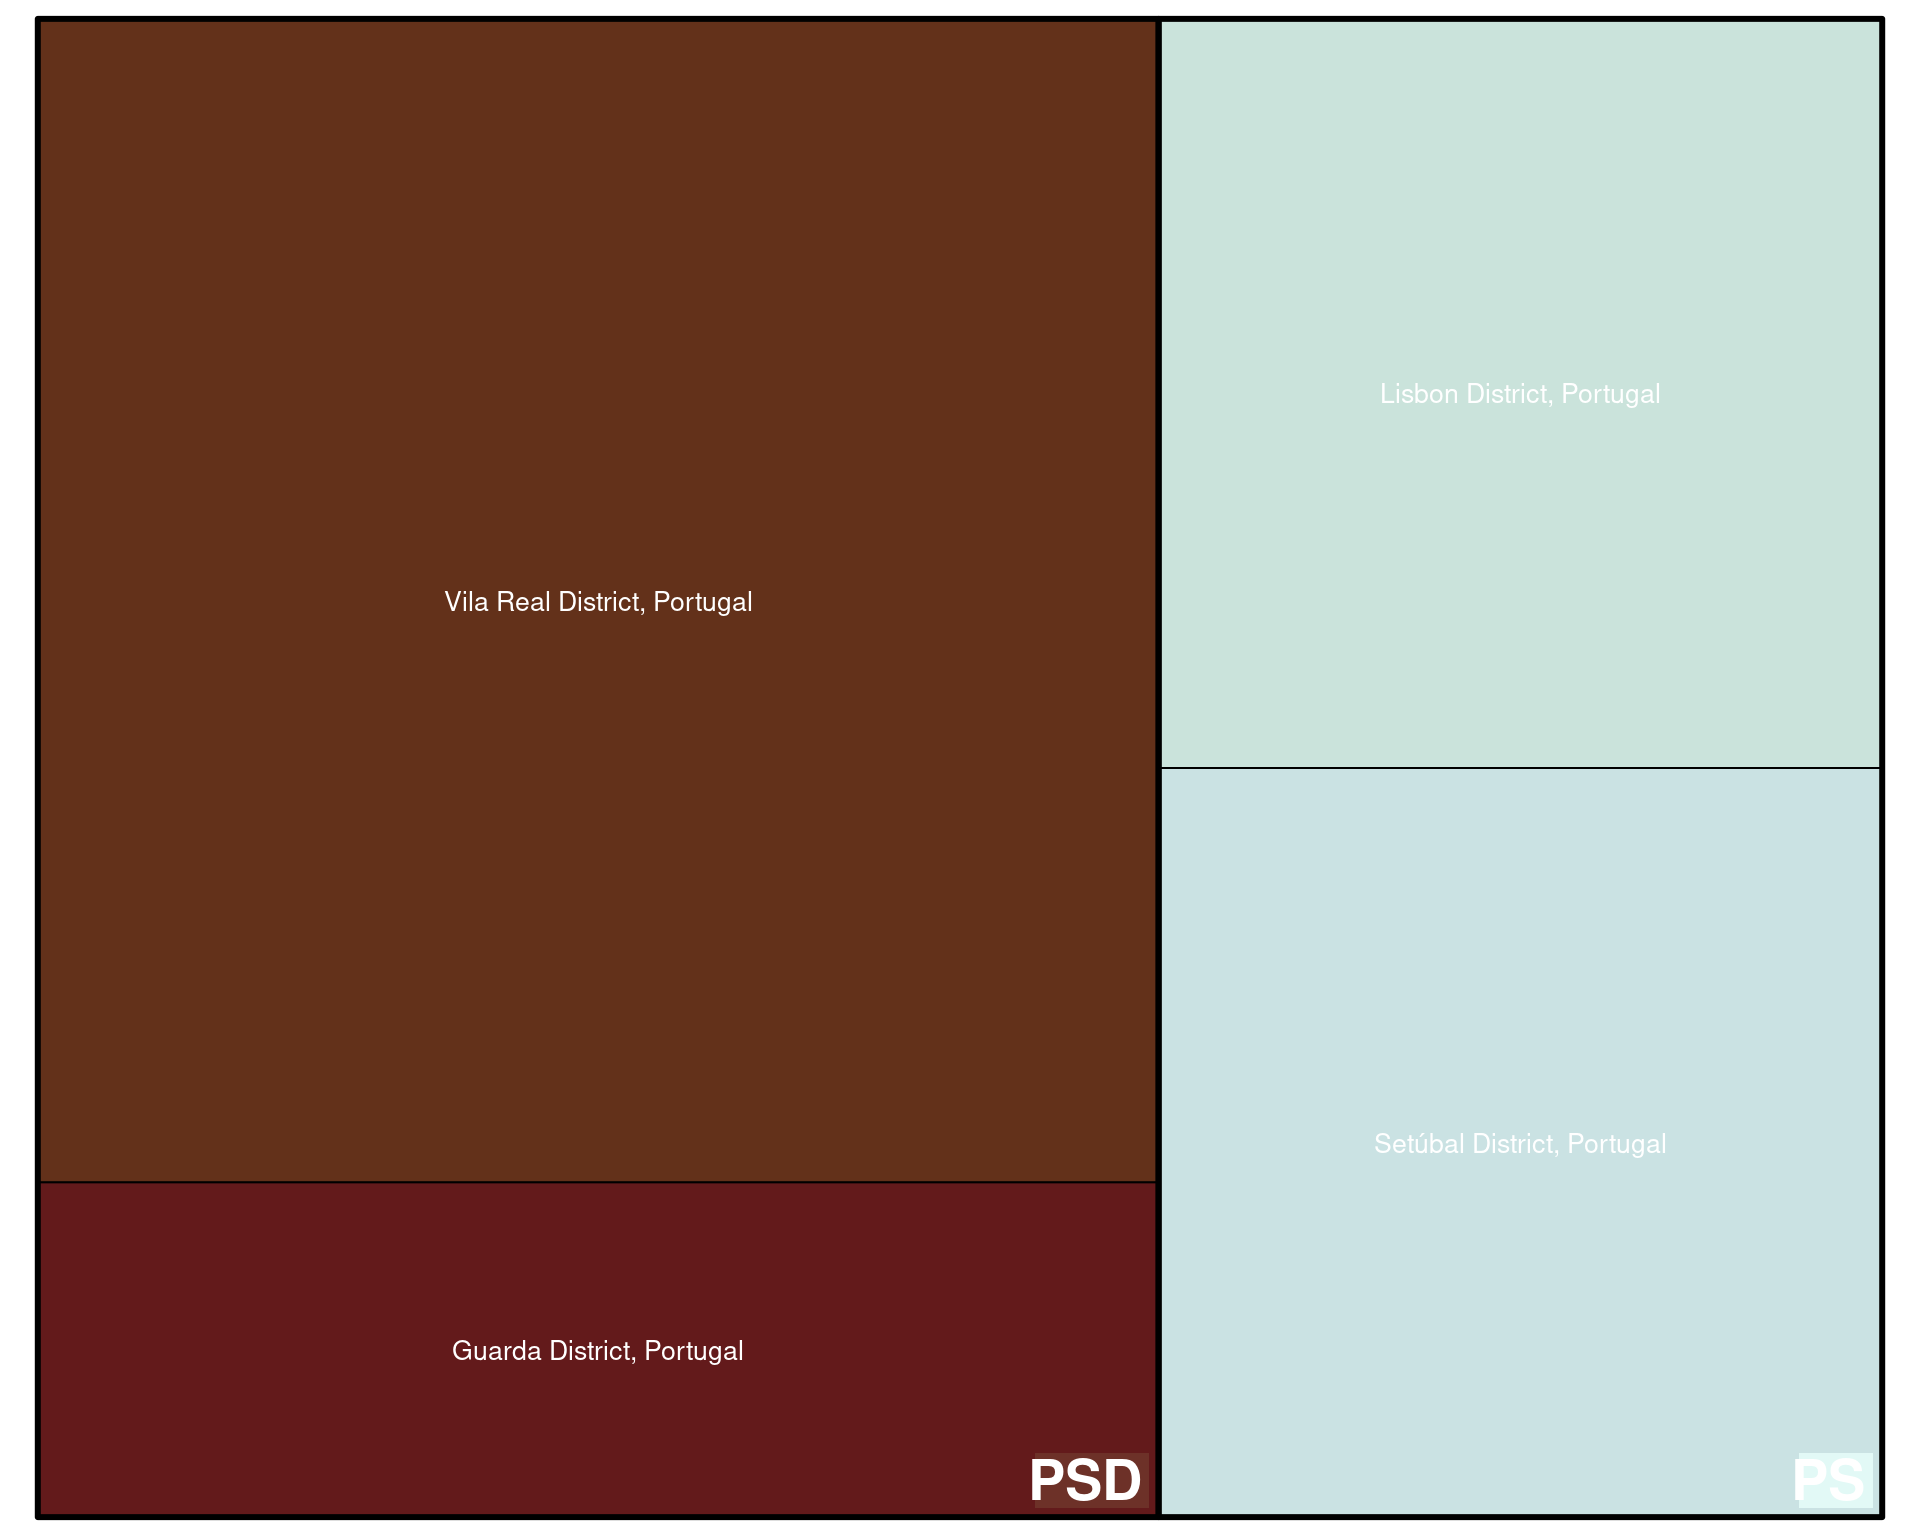 Vila Real District, Portugal
Guarda District, Portugal
PSD
Lisbon District, Portugal
Setúbal District, Portugal
PS